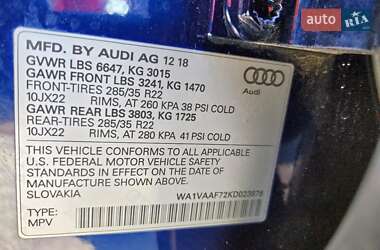 auto RIA
MFD. BY AUDI AG 12 18
GVWR LBS 6647, KG 3015
GAWR FRONT LBS 3241, KG 1470
FRONT-TIRES 285/35 R22
10JX22 RIMS, AT 260 KPA 38 PSI COLD
GAWR REAR LBS 3803, KG 1725
REAR-TIRES 285/35 R22
10JX22 RIMS, AT 280 KPA 41 PSI COLD
Audi
THIS VEHICLE CONFORMS TO ALL APPLICABLE
U.S. FEDERAL MOTOR VEHICLE SAFETY
STANDARDS IN EFFECT ON THE DATE OF
MANUFACTURE SHOWN ABOVE.
SLOVAKIA
WA1VAAF72KD023978
TYPE:
MPV